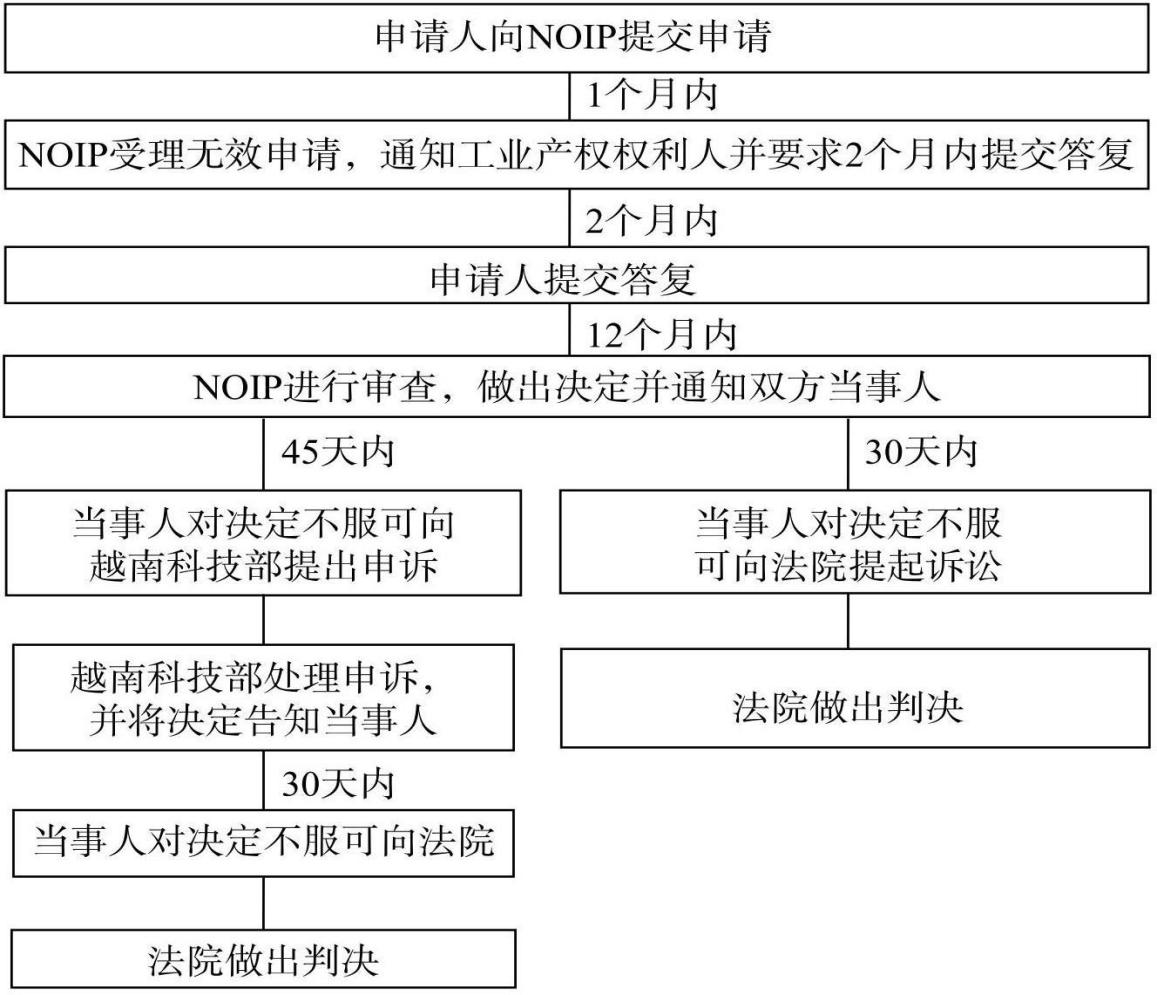 申请人向NOIP提交申请
1个月内
NOIP受理无效申请，通知工业产权权利人并要求2个月内提交答复
2个月内
申请人提交答复
12个月内
NOIP进行审查，做出决定并通知双方当事人
45天内
30天内
当事人对决定不服可向
越南科技部提出申诉
当事人对决定不服
可向法院提起诉讼
越南科技部处理申诉，
并将决定告知当事人
法院做出判决
30天内
当事人对决定不服可向法院
法院做出判决